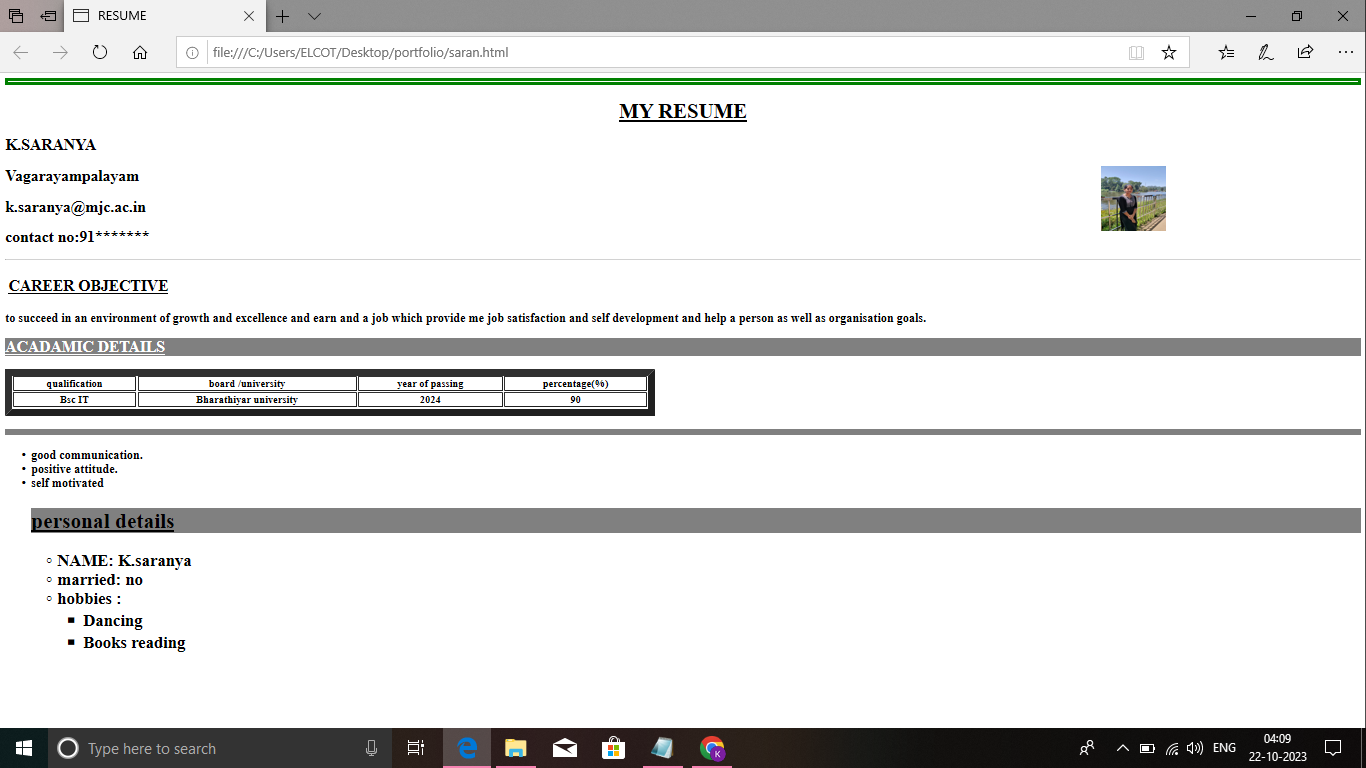 RESUME
file:///C:/Users/ELCOT/Desktop/portfolio/saran.html
MY RESUME
K.SARANYA
Vagarayampalayam
k.saranya@mjc.ac.in
contact no:91*******
CAREER OBJECTIVE
to succeed in an environment of growth and excellence and earn and a job which provide me job satisfaction and self development and help a person as well as organisation goals.
ACADAMIC DETAILS
qualification board /university year of passing percentage(%)
Bsc IT Bharathiyar university 2024 90
• good communication.
• positive attitude.
• self motivated
personal details
◦ NAME: K.saranya
◦ married: no
◦ hobbies :
▪ Dancing
▪ Books reading
Type here to search
K
ENG
04:09
22-10-2023